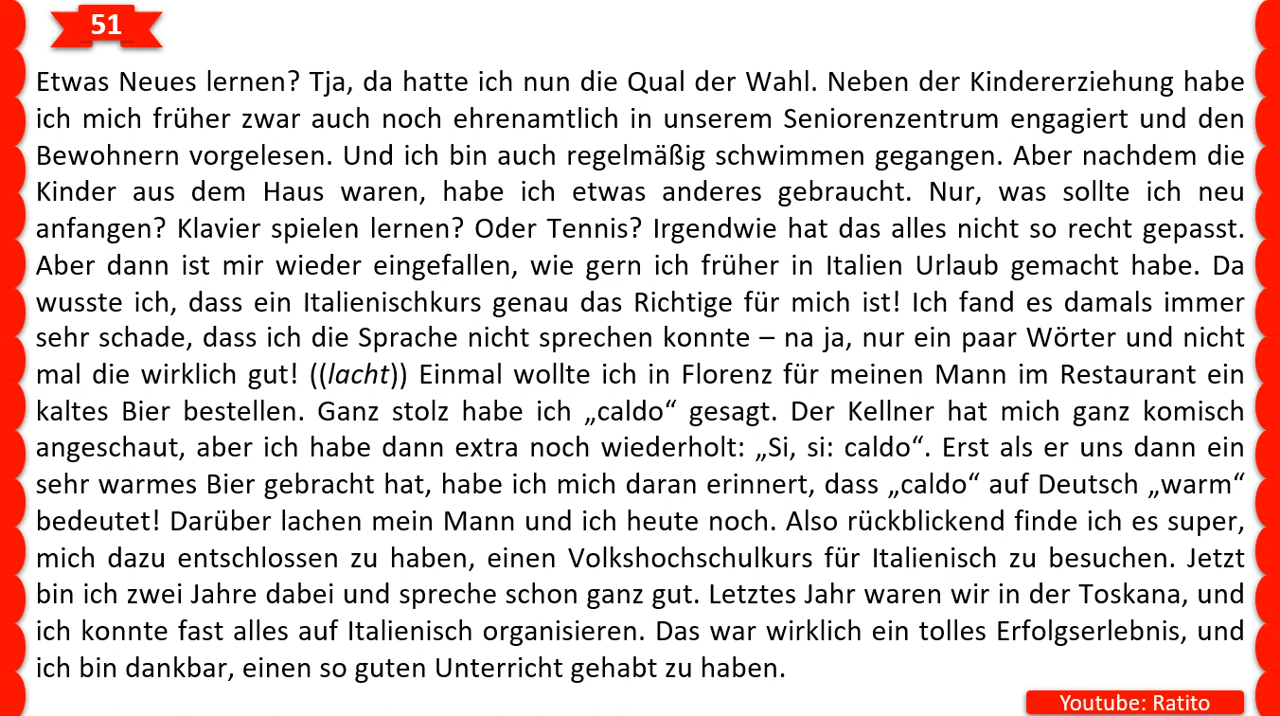 51
Etwas Neues lernen? Tja, da hatte ich nun die Qual der Wahl. Neben der Kindererziehung habe
ich mich früher zwar auch noch ehrenamtlich in unserem Seniorenzentrum engagiert und den
Bewohnern vorgelesen. Und ich bin auch regelmäßig schwimmen gegangen. Aber nachdem die
Kinder aus dem Haus waren, habe ich etwas anderes gebraucht. Nur, was sollte ich neu
anfangen? Klavier spielen lernen? Oder Tennis? Irgendwie hat das alles nicht so recht gepasst.
Aber dann ist mir wieder eingefallen, wie gern ich früher in Italien Urlaub gemacht habe. Da
wusste ich, dass ein Italienischkurs genau das Richtige für mich ist! Ich fand es damals immer
sehr schade, dass ich die Sprache nicht sprechen konnte – na ja, nur ein paar Wörter und nicht
mal die wirklich gut! ((lacht)) Einmal wollte ich in Florenz für meinen Mann im Restaurant ein
kaltes Bier bestellen. Ganz stolz habe ich „caldo“ gesagt. Der Kellner hat mich ganz komisch
angeschaut, aber ich habe dann extra noch wiederholt: „Si, si: caldo“. Erst als er uns dann ein
sehr warmes Bier gebracht hat, habe ich mich daran erinnert, dass „caldo“ auf Deutsch „warm“
bedeutet! Darüber lachen mein Mann und ich heute noch. Also rückblickend finde ich es super,
mich dazu entschlossen zu haben, einen Volkshochschulkurs für Italienisch zu besuchen. Jetzt
bin ich zwei Jahre dabei und spreche schon ganz gut. Letztes Jahr waren wir in der Toskana, und
ich konnte fast alles auf Italienisch organisieren. Das war wirklich ein tolles Erfolgserlebnis, und
ich bin dankbar, einen so guten Unterricht gehabt zu haben.
Youtube: Ratito